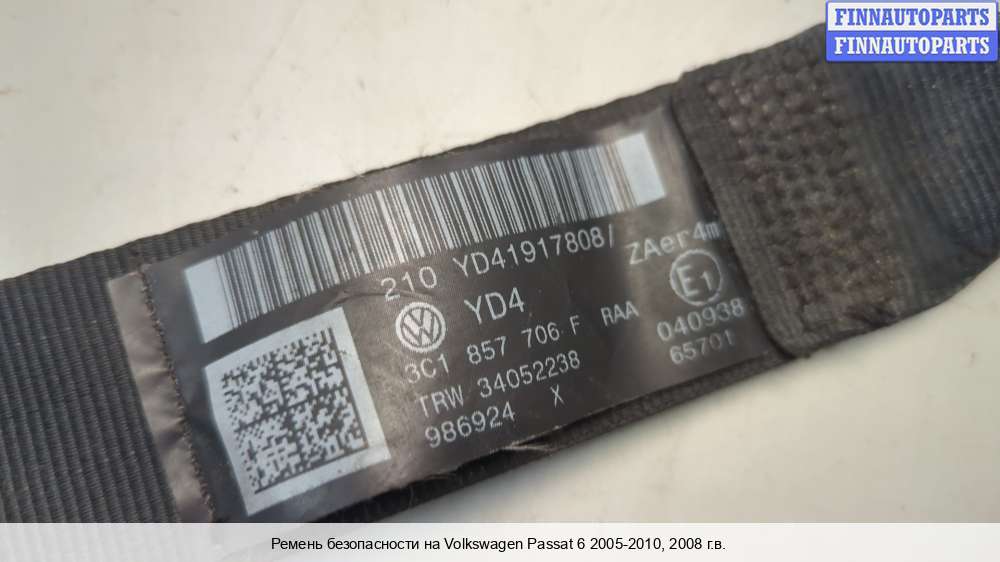 FINNAUTOPARTS
FINNAUTOPARTS
210 YD41917808/
YD4
ZAer4m
E1
3C1 857 706 F RAA
040938
TRW 34052238
65701
986924 X
Ремень безопасности на Volkswagen Passat 6 2005-2010, 2008 г.в.